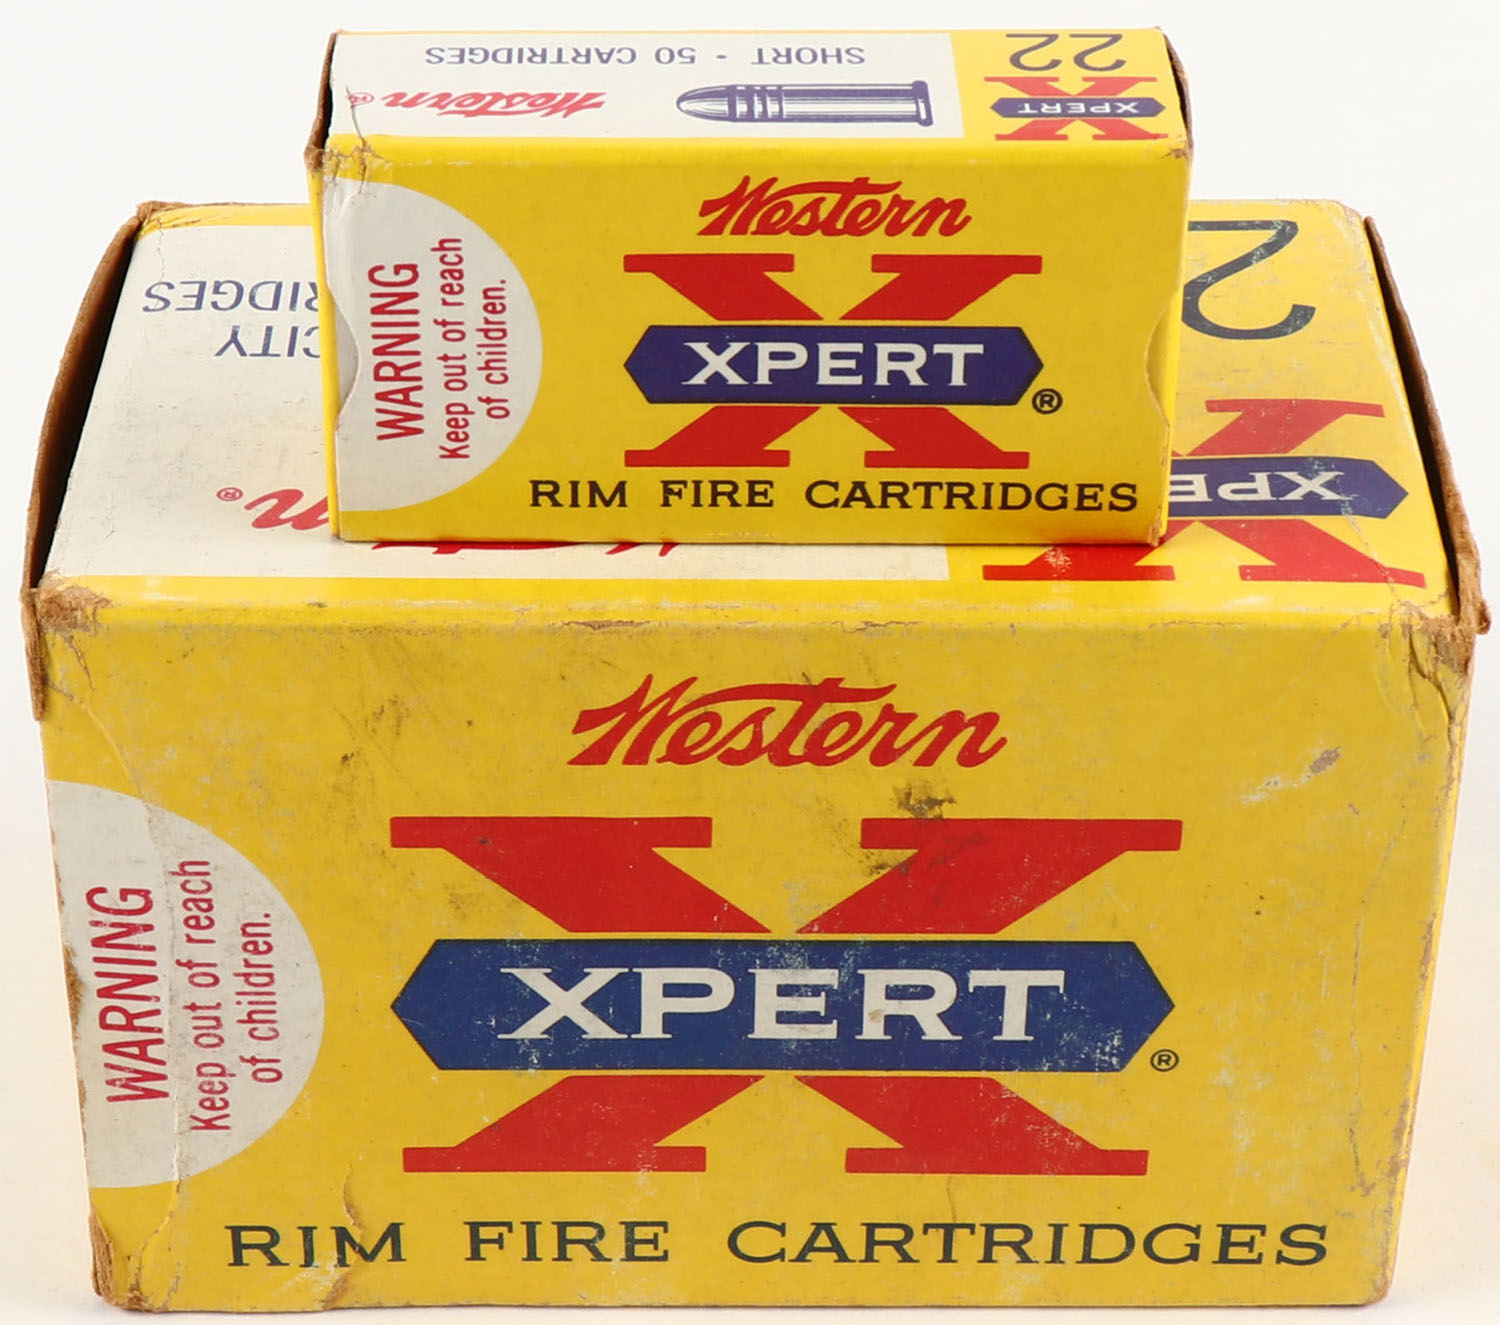 SHORT • 50 CARTRIDGES
Western®
22
XPERT
Western
XPERT®
RIM FIRE CARTRIDGES
WARNING
Keep out of reach
of children.
2
XPE
Western
XPERT®
RIM FIRE CARTRIDGES
WARNING
Keep out of reach
of children.